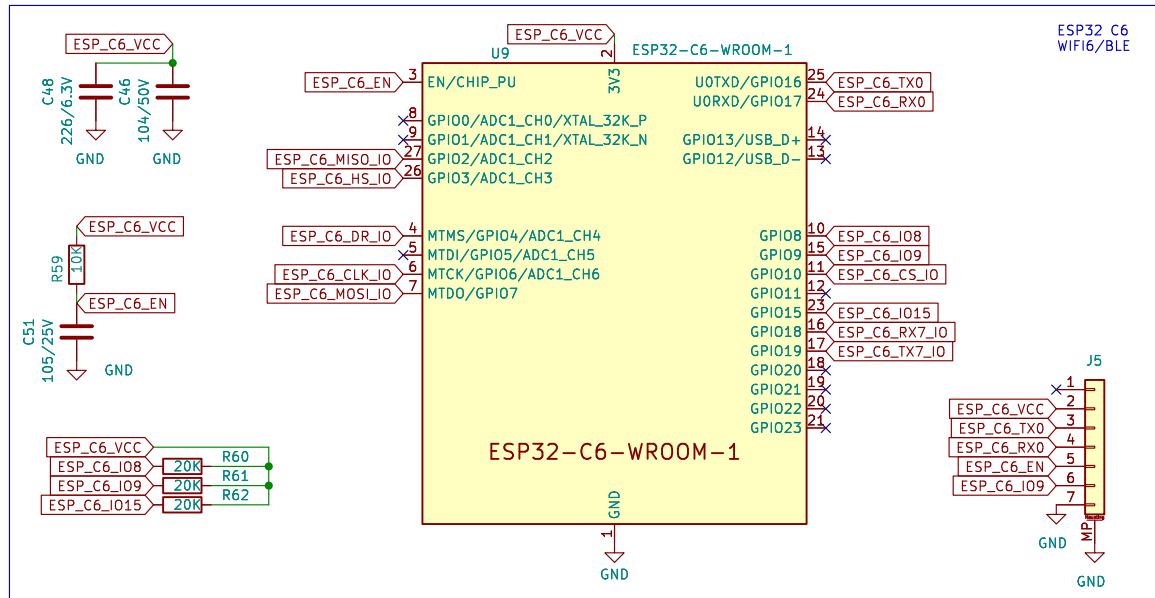 ESP32 C6
WIFI6/BLE
ESP_C6_VCC
C48
226/6.3V
C46
104/50V
GND
GND
ESP_C6_VCC
R59
10K
ESP_C6_EN
C51
105/25V
GND
ESP_C6_VCC
ESP_C6_IO8
20K
R60
ESP_C6_IO9
20K
R61
ESP_C6_IO15
20K
R62
U9
ESP_C6_VCC
2
3V3
ESP32-C6-WROOM-1
ESP_C6_EN 3 EN/CHIP_PU
8 GPIO0/ADC1_CH0/XTAL_32K_P
9 GPIO1/ADC1_CH1/XTAL_32K_N
ESP_C6_MISO_IO 27 GPIO2/ADC1_CH2
ESP_C6_HS_IO 26 GPIO3/ADC1_CH3
ESP_C6_DR_IO 4 MTMS/GPIO4/ADC1_CH4
5 MTDI/GPIO5/ADC1_CH5
ESP_C6_CLK_IO 6 MTCK/GPIO6/ADC1_CH6
ESP_C6_MOSI_IO 7 MTDO/GPIO7
U0TXD/GPIO16 25 ESP_C6_TX0
U0RXD/GPIO17 24 ESP_C6_RX0
GPIO13/USB_D+ 14
GPIO12/USB_D- 13
GPIO8 10 ESP_C6_IO8
GPIO9 15 ESP_C6_IO9
GPIO10 11 ESP_C6_CS_IO
GPIO11 12
GPIO15 23 ESP_C6_IO15
GPIO18 16 ESP_C6_RX7_IO
GPIO19 17 ESP_C6_TX7_IO
GPIO20 18
GPIO21 19
GPIO22 20
GPIO23 21
ESP32-C6-WROOM-1
GND
1
GND
J5
1
ESP_C6_VCC 2
ESP_C6_TX0 3
ESP_C6_RX0 4
ESP_C6_EN 5
ESP_C6_IO9 6
7
GND
MP
GND